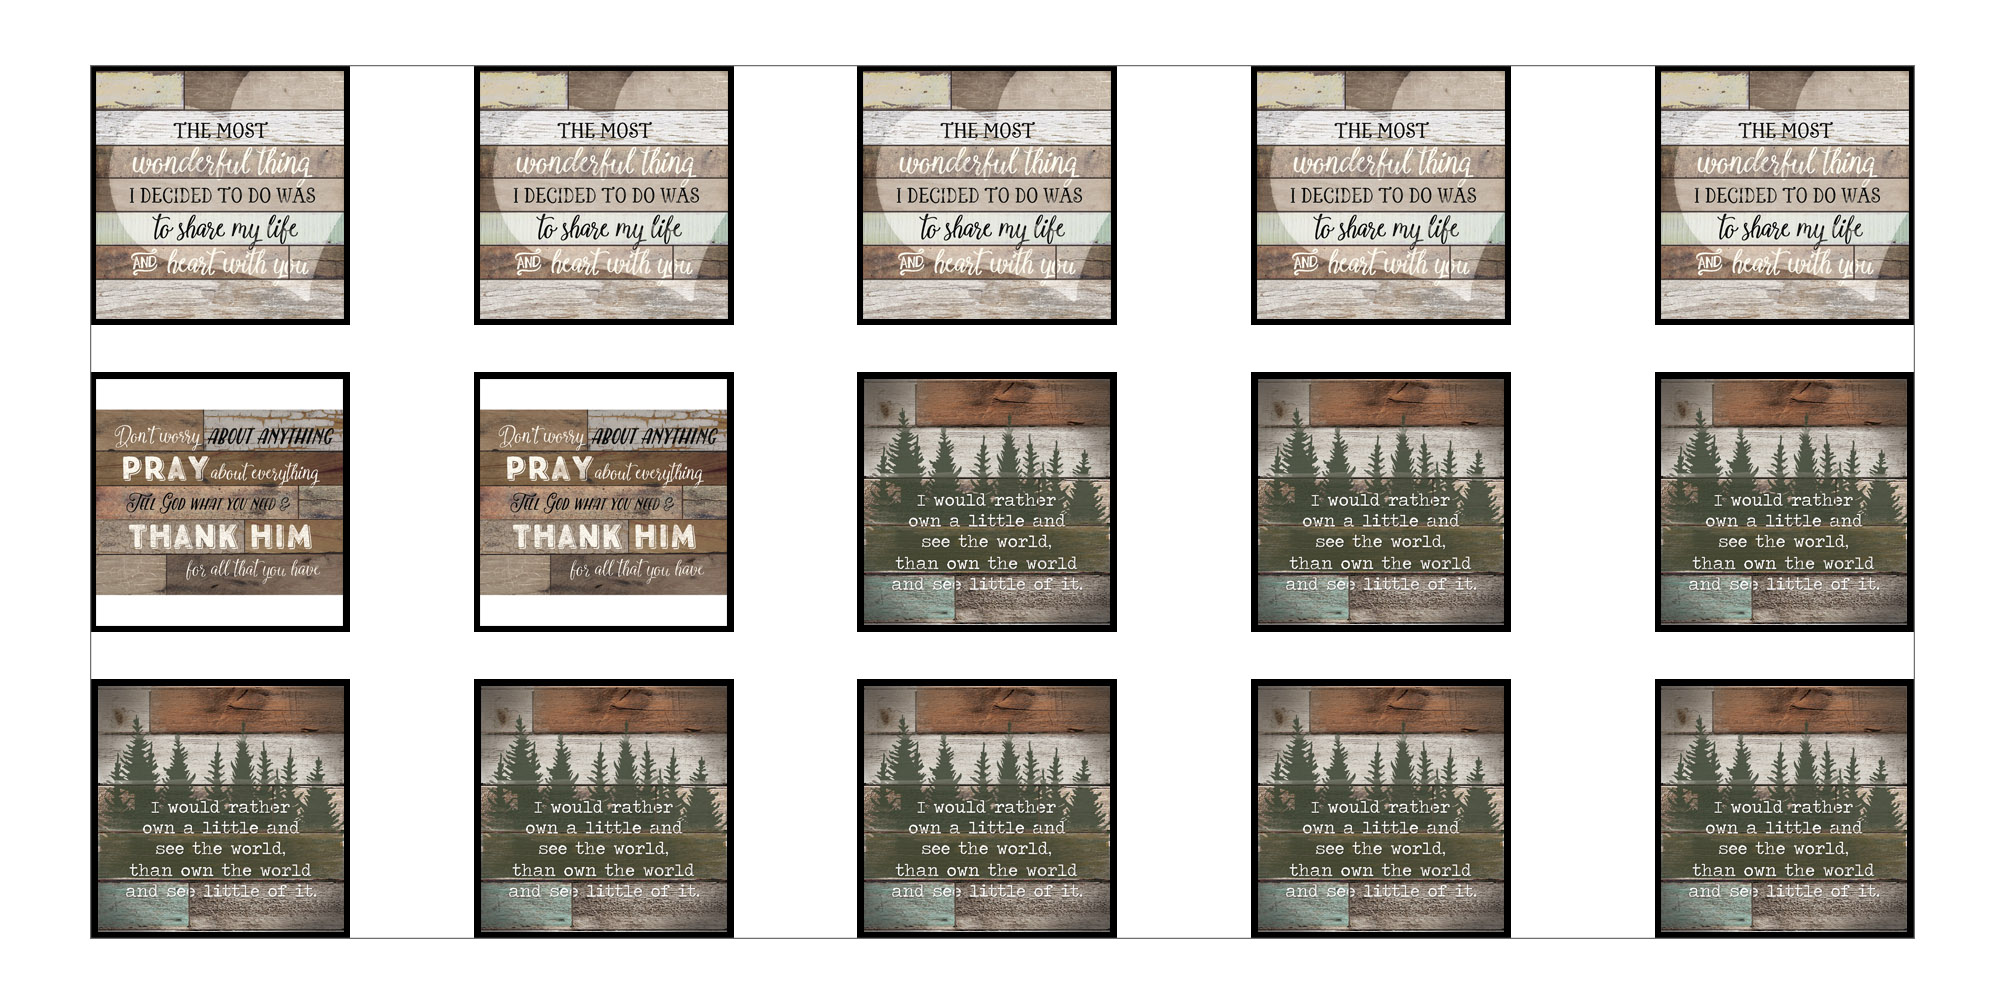 THE MOST
wonderful thing
I DECIDED TO DO WAS
to share my life
AND heart with you
THE MOST
wonderful thing
I DECIDED TO DO WAS
to share my life
AND heart with you
THE MOST
wonderful thing
I DECIDED TO DO WAS
to share my life
AND heart with you
THE MOST
wonderful thing
I DECIDED TO DO WAS
to share my life
AND heart with you
THE MOST
wonderful thing
I DECIDED TO DO WAS
to share my life
AND heart with you
Don't worry ABOUT ANYTHING
PRAY about everything
TELL GOD WHAT YOU NEED &
THANK HIM
for all that you have
Don't worry ABOUT ANYTHING
PRAY about everything
TELL GOD WHAT YOU NEED &
THANK HIM
for all that you have
I would rather
own a little and
see the world,
than own the world
and see little of it.
I would rather
own a little and
see the world,
than own the world
and see little of it.
I would rather
own a little and
see the world,
than own the world
and see little of it.
I would rather
own a little and
see the world,
than own the world
and see little of it.
I would rather
own a little and
see the world,
than own the world
and see little of it.
I would rather
own a little and
see the world,
than own the world
and see little of it.
I would rather
own a little and
see the world,
than own the world
and see little of it.
I would rather
own a little and
see the world,
than own the world
and see little of it.